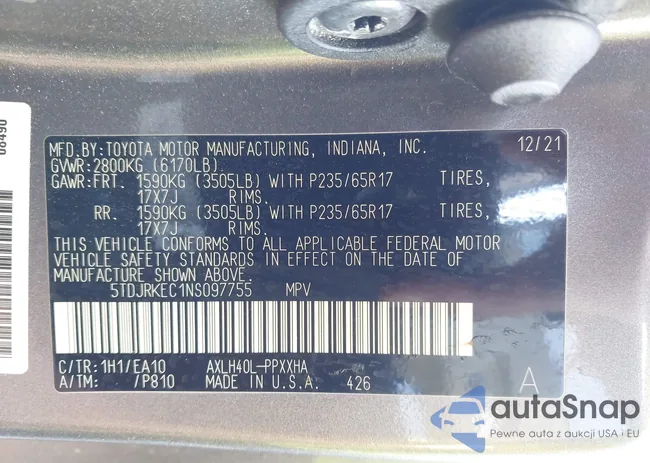 MFD.BY:TOYOTA MOTOR MANUFACTURING, INDIANA, INC. 12/21
GVWR:2800KG (6170LB)
GAWR:FRT. 1590KG (3505LB) WITH P235/65R17 TIRES,
17X7J RIMS.
RR. 1590KG (3505LB) WITH P235/65R17 TIRES,
17X7J RIMS.
THIS VEHICLE CONFORMS TO ALL APPLICABLE FEDERAL MOTOR
VEHICLE SAFETY STANDARDS IN EFFECT ON THE DATE OF
MANUFACTURE SHOWN ABOVE.
5TDJRKEC1NS097755 MPV
C/TR:1H1/EA10 AXLH40L-PPXXHA
A/TM: /P810 MADE IN U.S.A. 426 A
08490
autoSnap
Pewne auta z aukcji USA i EU